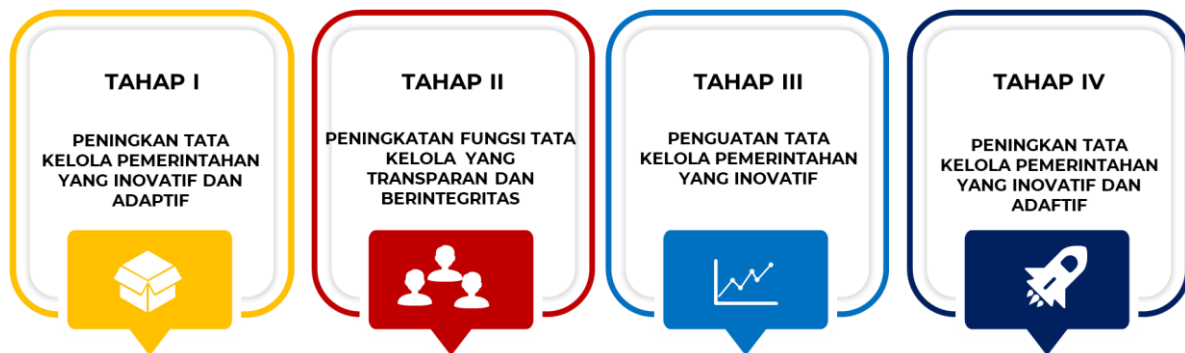 TAHAP I
PENINGKAN TATA
KELOLA PEMERINTAHAN
YANG INOVATIF DAN
ADAPTIF
TAHAP II
PENINGKATAN FUNGSI TATA
KELOLA YANG
TRANSPARAN DAN
BERINTEGRITAS
TAHAP III
PENGUATAN TATA
KELOLA PEMERINTAHAN
YANG INOVATIF
TAHAP IV
PENINGKAN TATA
KELOLA PEMERINTAHAN
YANG INOVATIF DAN
ADAFTIF